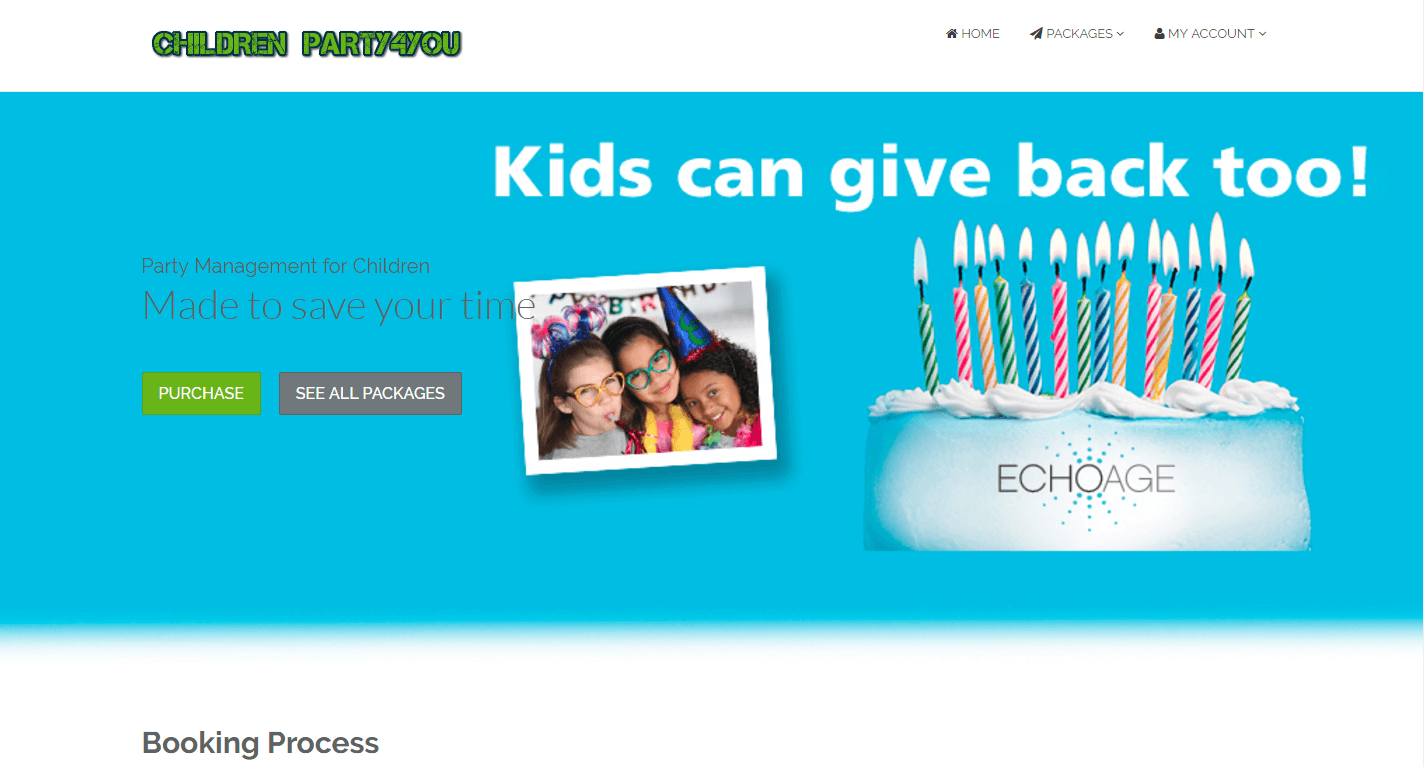 CHILDREN PARTY4YOU
HOME PACKAGES MY ACCOUNT
Kids can give back too!
Party Management for Children
Made to save your time
PURCHASE SEE ALL PACKAGES
ECHOAGE
Booking Process